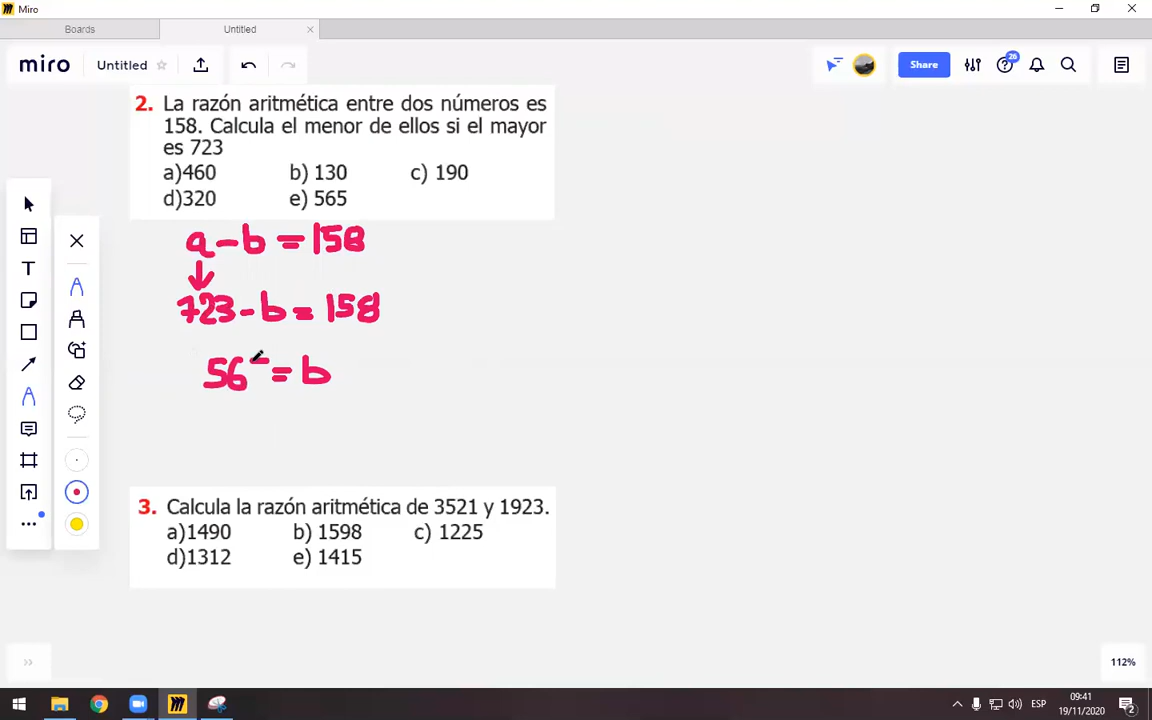 Miro
Boards
Untitled
miro
Untitled
Share
26
2. La razón aritmética entre dos números es
158. Calcula el menor de ellos si el mayor
es 723
a)460 b) 130 c) 190
d)320 e) 565
a - b = 158
723 - b = 158
56 = b
3. Calcula la razón aritmética de 3521 y 1923.
a)1490 b) 1598 c) 1225
d)1312 e) 1415
112%
ESP
09:41
19/11/2020
2